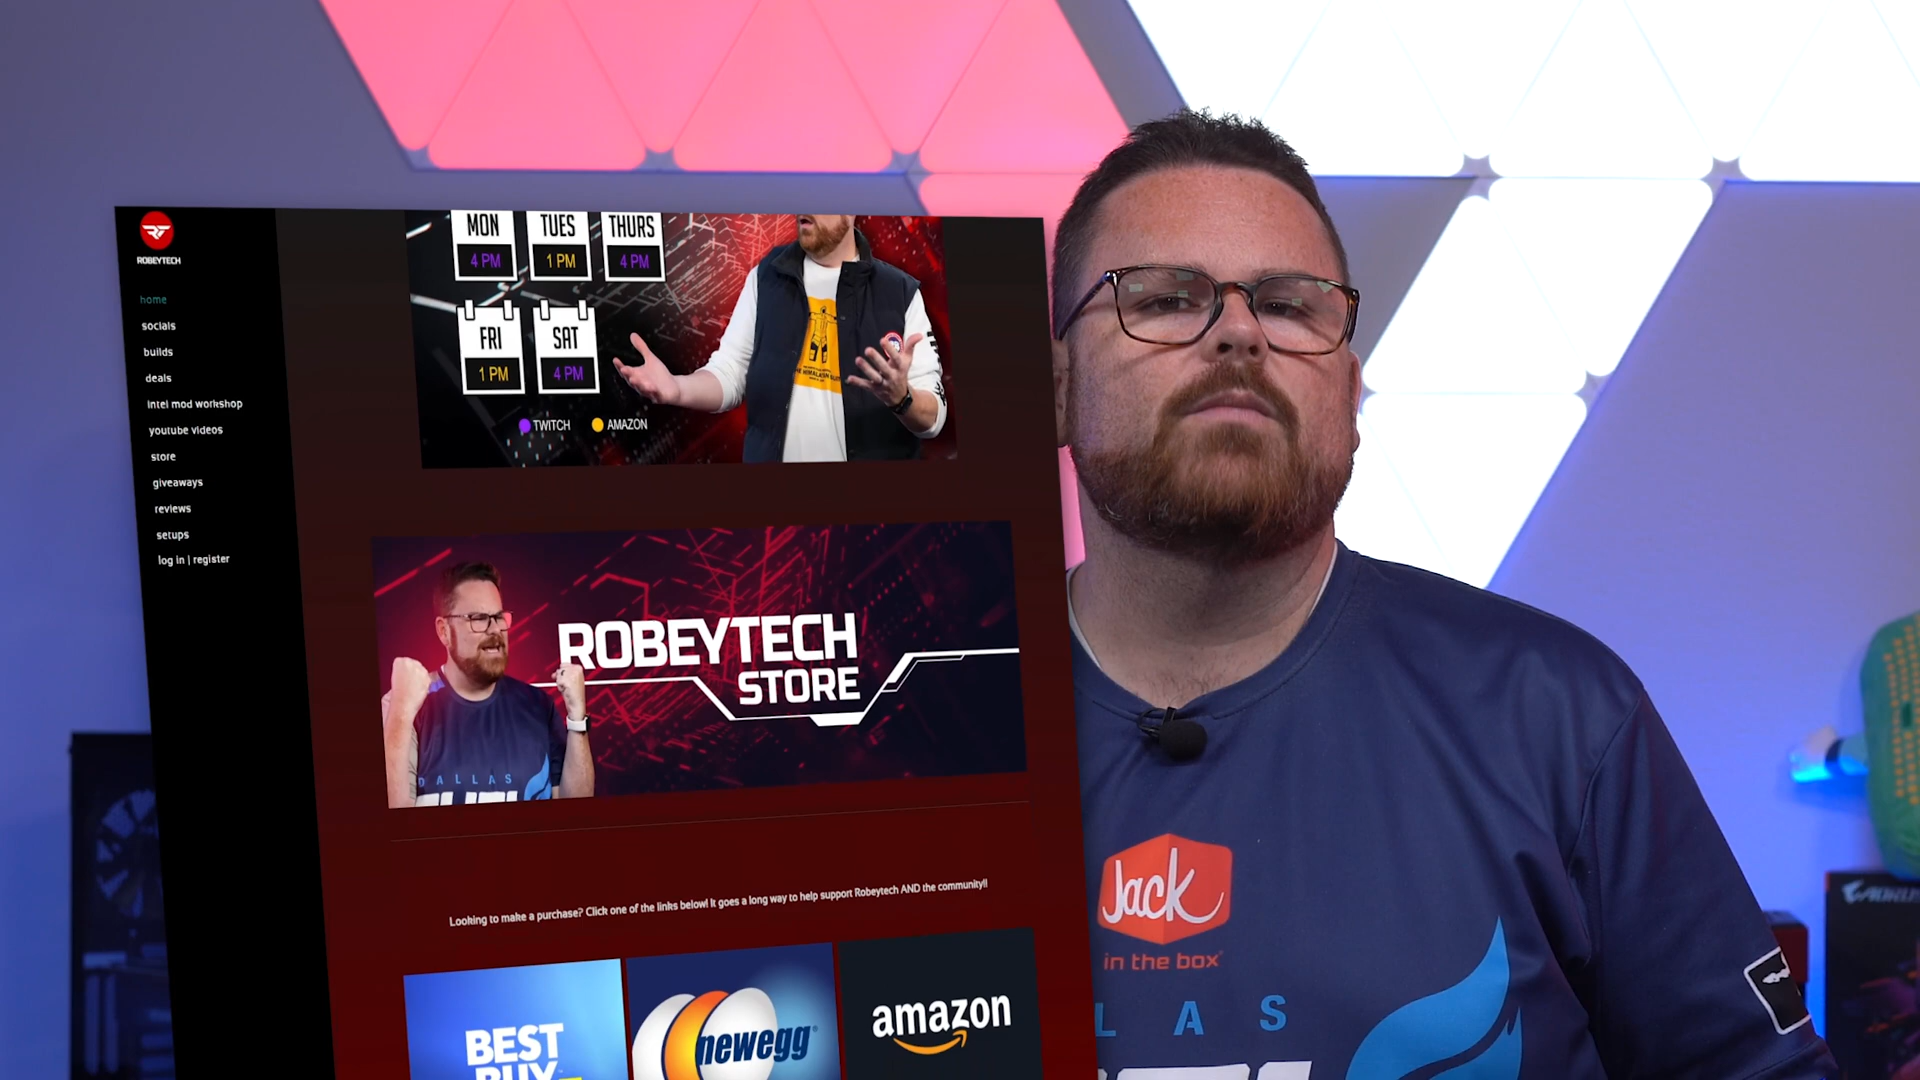 ROBEYTECH
home
socials
builds
deals
intel mod workshop
youtube videos
store
giveaways
reviews
setups
log in | register
MON
TUES
THURS
4 PM
1 PM
4 PM
FRI
SAT
1 PM
4 PM
TWITCH
AMAZON
ROBEYTECH
STORE
DALLAS
Looking to make a purchase? Click one of the links below! It goes a long way to help support Robeytech AND the community!!
BEST
BUY
newegg
amazon
Jack
in the box
LAS
AORUS